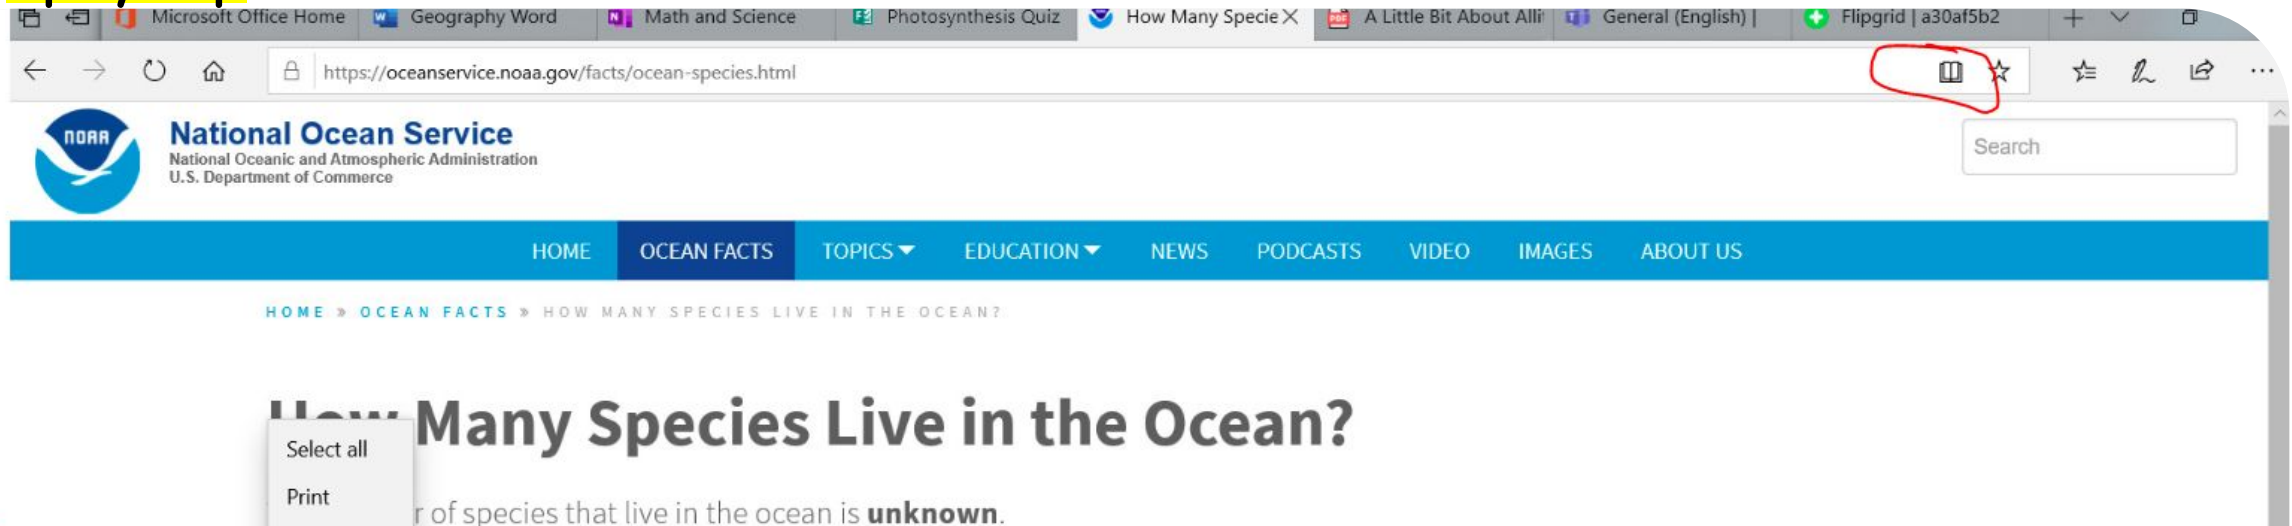 Microsoft Office Home Geography Word Math and Science Photosynthesis Quiz How Many Specie A Little Bit About Allit General (English) | Flipgrid | a30af5b2
https://oceanservice.noaa.gov/facts/ocean-species.html
NOAA
National Ocean Service
National Oceanic and Atmospheric Administration
U.S. Department of Commerce
Search
HOME OCEAN FACTS TOPICS EDUCATION NEWS PODCASTS VIDEO IMAGES ABOUT US
HOME » OCEAN FACTS » HOW MANY SPECIES LIVE IN THE OCEAN?
How Many Species Live in the Ocean?
Select all
Print
r of species that live in the ocean is unknown.